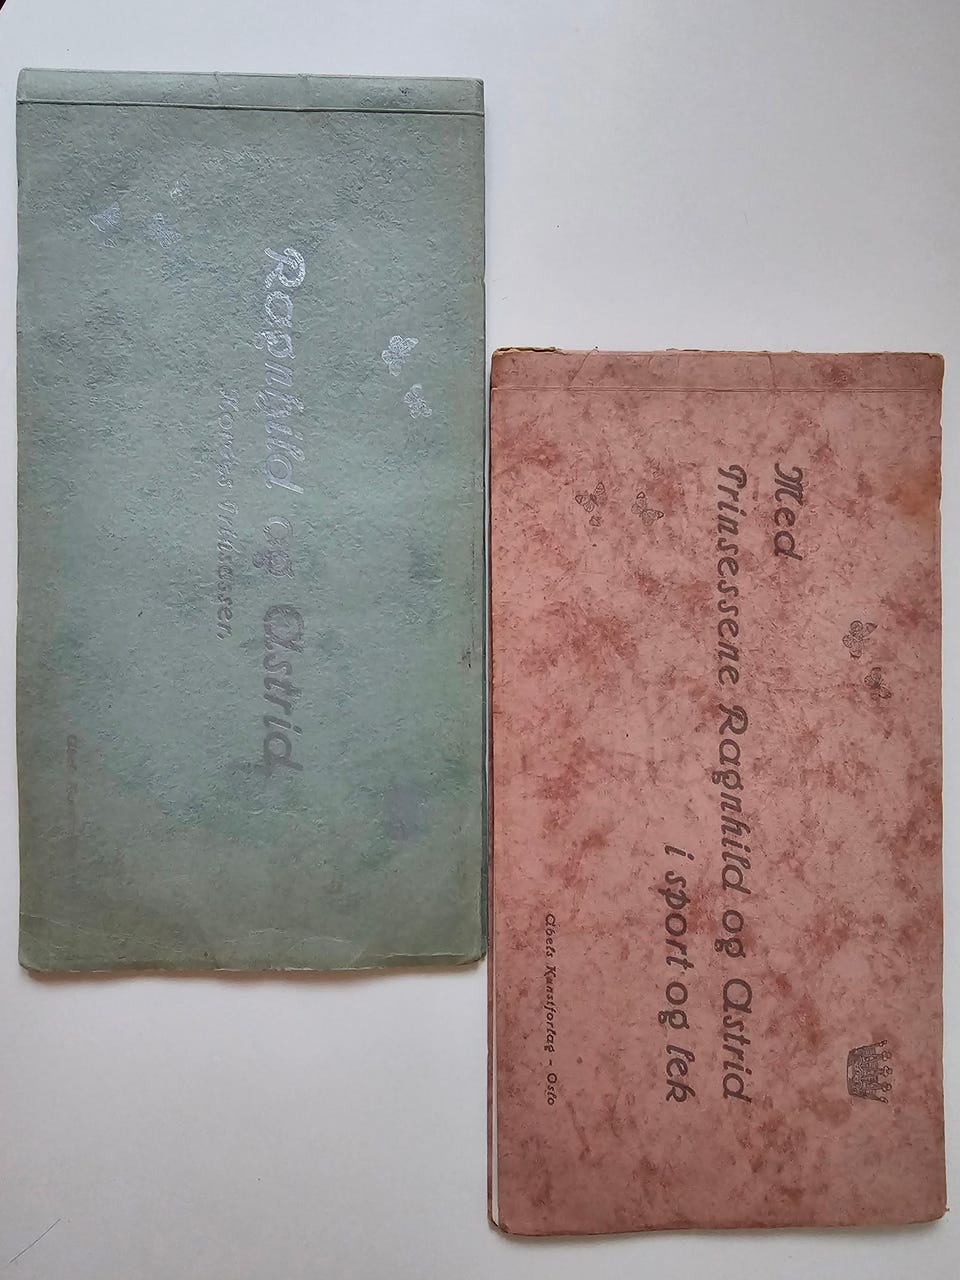 Ragnhild og Astrid,
Norges Prinsesser.
Med
Prinsessene Ragnhild og Astrid
i sport og lek
Abels Kunstforlag - Oslo